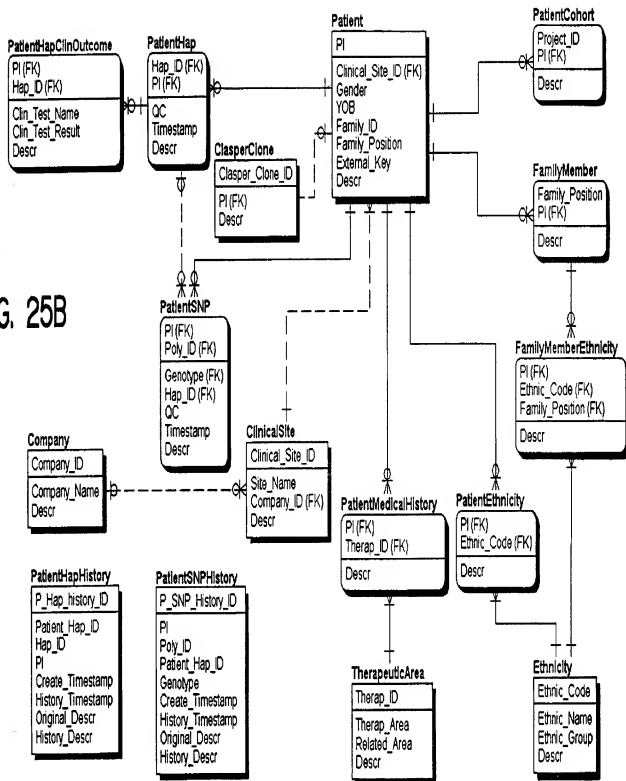 PatientHapClinOutcome
PI (FK)
Hap_ID (FK)
Clin_Test_Name
Clin_Test_Result
Descr
PatientHap
Hap_ID (FK)
PI (FK)
QC
Timestamp
Descr
Patient
PI
Clinical_Site_ID (FK)
Gender
YOB
Family_ID
Family_Position
External_Key
Descr
PatientCohort
Project_ID
PI (FK)
Descr
ClasperClone
Clasper_Clone_ID
PI (FK)
Descr
FamilyMember
Family_Position
PI (FK)
Descr
G. 25B
PatientSNP
PI (FK)
Poly_ID (FK)
Genotype (FK)
Hap_ID (FK)
QC
Timestamp
Descr
FamilyMemberEthnicity
PI (FK)
Ethnic_Code (FK)
Family_Position (FK)
Descr
Company
Company_ID
Company_Name
Descr
ClinicalSite
Clinical_Site_ID
Site_Name
Company_ID (FK)
Descr
PatientMedicalHistory
PI (FK)
Therap_ID (FK)
Descr
PatientEthnicity
PI (FK)
Ethnic_Code (FK)
Descr
PatientHapHistory
P_Hap_history_ID
Patient_Hap_ID
Hap_ID
PI
Create_Timestamp
History_Timestamp
Original_Descr
History_Descr
PatientSNPHistory
P_SNP_History_ID
PI
Poly_ID
Patient_Hap_ID
Genotype
Create_Timestamp
History_Timestamp
Original_Descr
History_Descr
TherapeuticArea
Therap_ID
Therap_Area
Related_Area
Descr
Ethnicity
Ethnic_Code
Ethnic_Name
Ethnic_Group
Descr